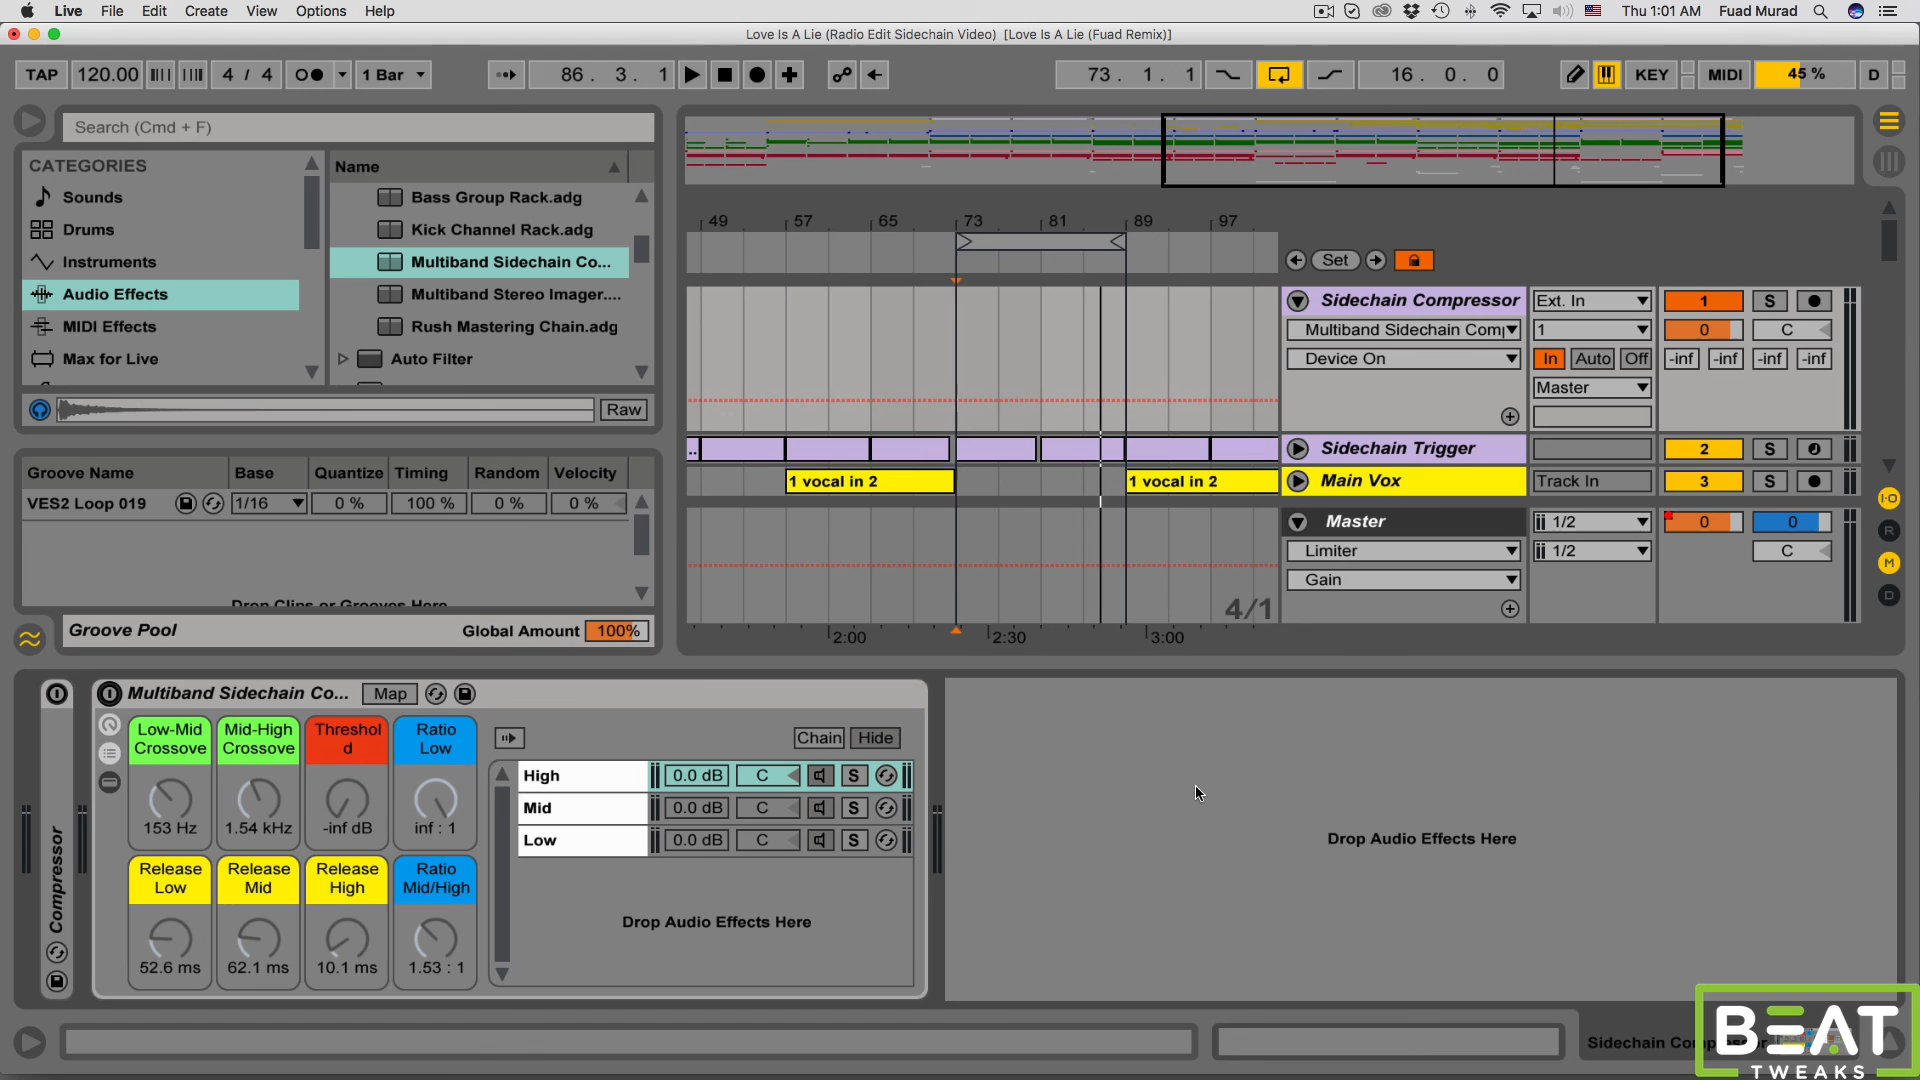 Live File Edit Create View Options Help
Thu 1:01 AM Fuad Murad
Love Is A Lie (Radio Edit Sidechain Video) [Love Is A Lie (Fuad Remix)]
TAP 120.00 4 / 4 1 Bar 86. 3. 1 73. 1. 1 16. 0. 0 KEY MIDI 45 % D
Search (Cmd + F)
CATEGORIES
Sounds
Drums
Instruments
Audio Effects
MIDI Effects
Max for Live
Name
Bass Group Rack.adg
Kick Channel Rack.adg
Multiband Sidechain Co...
Multiband Stereo Imager....
Rush Mastering Chain.adg
Auto Filter
Raw
Groove Name Base Quantize Timing Random Velocity
VES2 Loop 019 1/16 0 % 100 % 0 % 0 %
Drop Clips or Grooves Here
Groove Pool Global Amount 100%
49 57 65 73 81 89 97
Set
Sidechain Compressor Ext. In 1 S
Multiband Sidechain Comp 1 0 C
Device On In Auto Off -inf -inf -inf -inf
Master
.. Sidechain Trigger 2 S
1 vocal in 2 1 vocal in 2 Main Vox Track In 3 S
Master 1/2 0 0
Limiter 1/2 C
Gain
4/1
2:00 2:30 3:00
Compressor
Multiband Sidechain Co... Map
Low-Mid Crossove
Mid-High Crossove
Threshol d
Ratio Low
153 Hz 1.54 kHz -inf dB inf : 1
Release Low
Release Mid
Release High
Ratio Mid/High
52.6 ms 62.1 ms 10.1 ms 1.53 : 1
Chain Hide
High 0.0 dB C S
Mid 0.0 dB C S
Low 0.0 dB C S
Drop Audio Effects Here
Drop Audio Effects Here
BEAT
TWEAKS